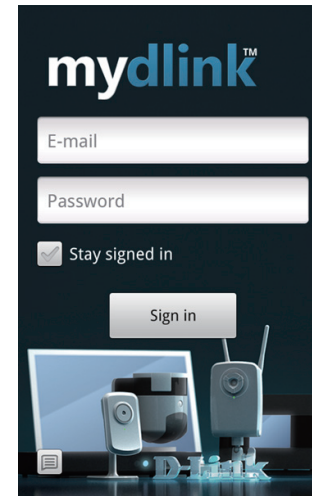 mydlink™
E-mail
Password
Stay signed in
Sign in
D-Link